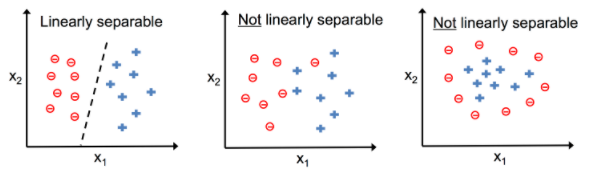 Linearly separable
x2
x1
Not linearly separable
x2
x1
Not linearly separable
x2
x1